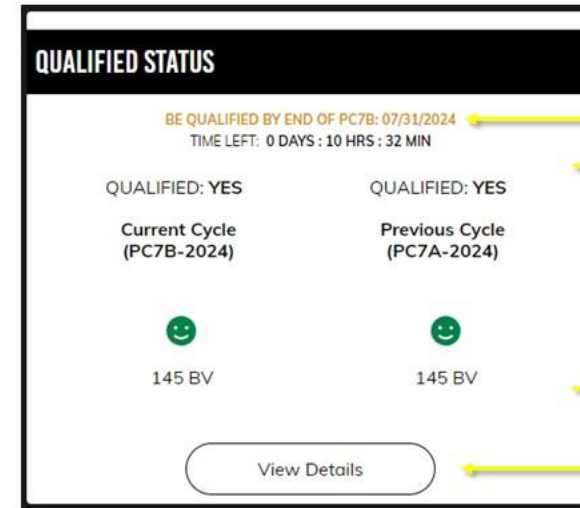 QUALIFIED STATUS
BE QUALIFIED BY END OF PC7B: 07/31/2024
TIME LEFT: 0 DAYS : 10 HRS : 32 MIN
QUALIFIED: YES QUALIFIED: YES
Current Cycle Previous Cycle
(PC7B-2024) (PC7A-2024)
145 BV 145 BV
View Details